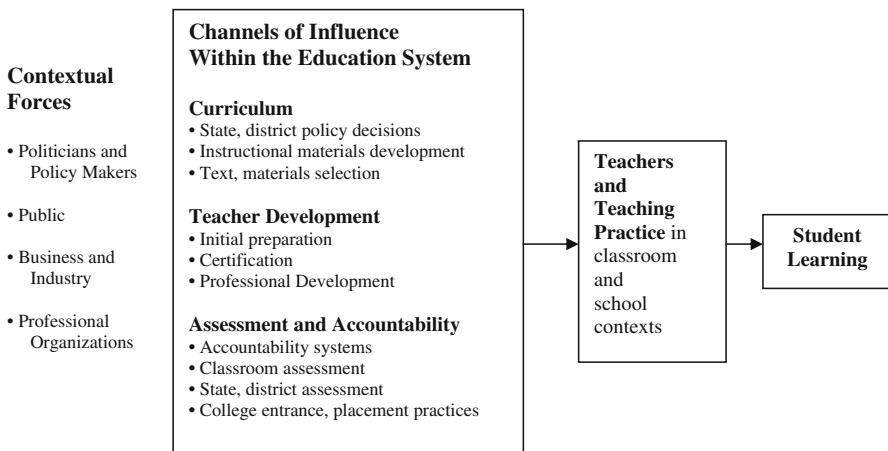 Contextual
Forces
• Politicians and
Policy Makers
• Public
• Business and
Industry
• Professional
Organizations
Channels of Influence
Within the Education System
Curriculum
• State, district policy decisions
• Instructional materials development
• Text, materials selection
Teacher Development
• Initial preparation
• Certification
• Professional Development
Assessment and Accountability
• Accountability systems
• Classroom assessment
• State, district assessment
• College entrance, placement practices
Teachers
and
Teaching
Practice in
classroom
and
school
contexts
Student
Learning